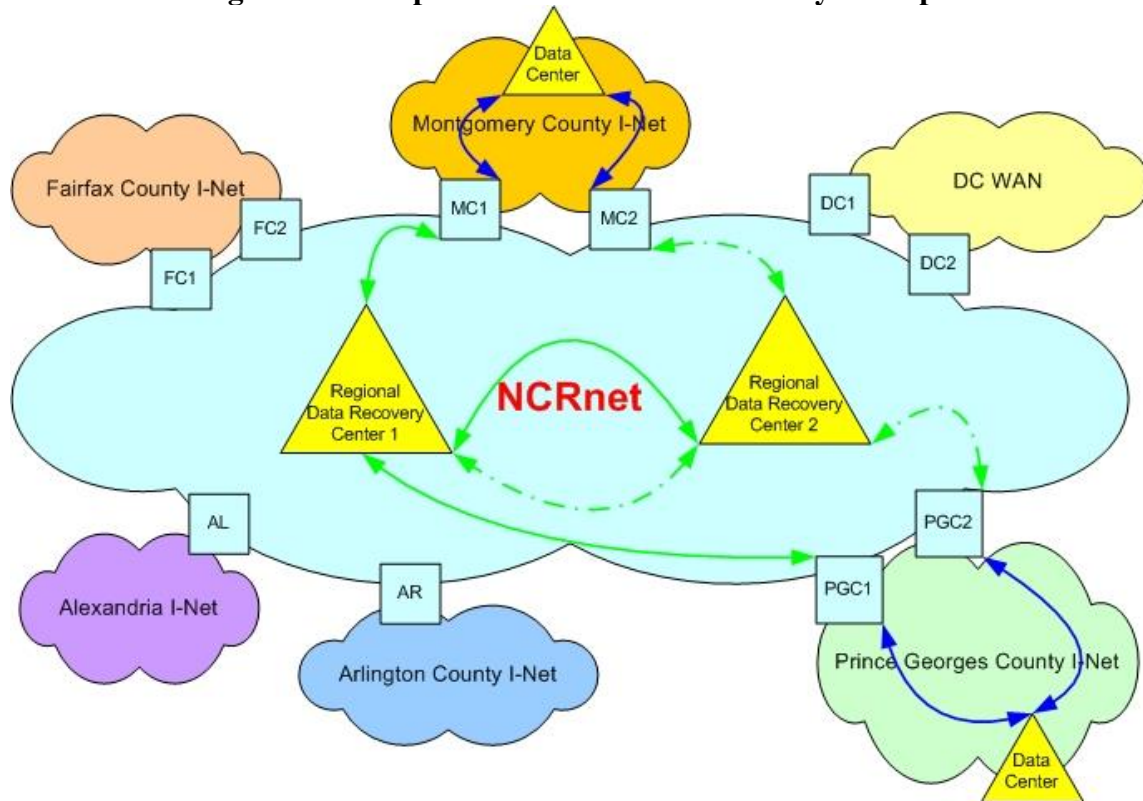 Data
Center
Montgomery County I-Net
Fairfax County I-Net
DC WAN
MC1
MC2
DC1
FC2
DC2
FC1
Regional
Data Recovery
Center 1
NCRnet
Regional
Data Recovery
Center 2
AL
PGC2
AR
PGC1
Alexandria I-Net
Arlington County I-Net
Prince Georges County I-Net
Data
Center